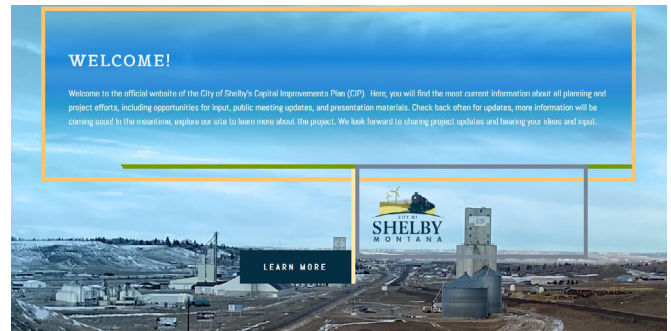 WELCOME!
Welcome to the official website of the City of Shelby's Capital Improvements Plan (CIP). Here, you will find the most current information about all planning and
project efforts, including opportunities for input, public meeting updates, and presentation materials. Check back often for updates, more information will be
coming soon! In the meantime, explore our site to learn more about the project. We look forward to sharing project updates and hearing your ideas and input.
CITY OF
SHELBY
MONTANA
LEARN MORE